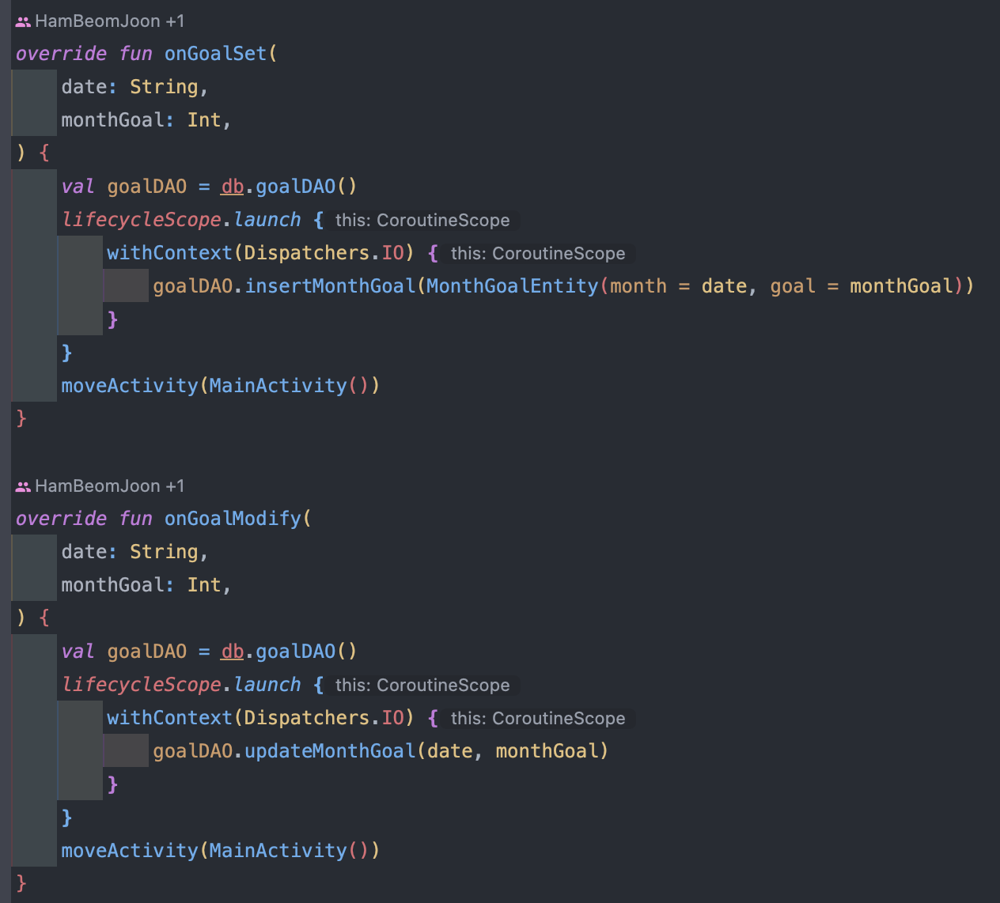 HamBeomJoon +1
override fun onGoalSet(
date: String,
monthGoal: Int,
) {
val goalDAO = db.goalDAO()
lifecycleScope.launch { this: CoroutineScope
withContext(Dispatchers.IO) { this: CoroutineScope
goalDAO.insertMonthGoal(MonthGoalEntity(month = date, goal = monthGoal))
}
}
moveActivity(MainActivity())
}
HamBeomJoon +1
override fun onGoalModify(
date: String,
monthGoal: Int,
) {
val goalDAO = db.goalDAO()
lifecycleScope.launch { this: CoroutineScope
withContext(Dispatchers.IO) { this: CoroutineScope
goalDAO.updateMonthGoal(date, monthGoal)
}
}
moveActivity(MainActivity())
}